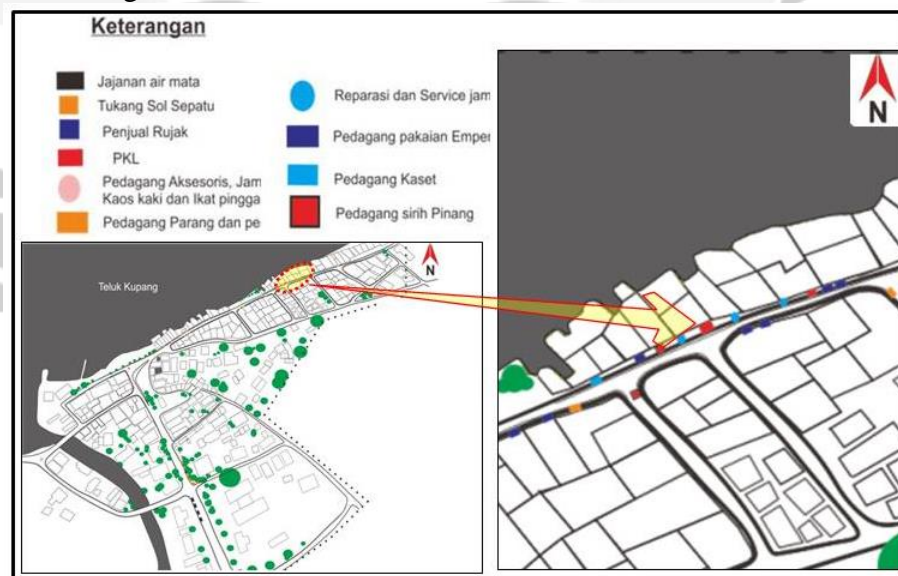 Keterangan
Jajanan air mata
Tukang Sol Sepatu
Penjual Rujak
PKL
Pedagang Aksesoris, Jam
Kaos kaki dan Ikat pingga
Pedagang Parang dan pe
Reparasi dan Service jam
Pedagang pakaian Emper
Pedagang Kaset
Pedagang sirih Pinang
Teluk Kupang
N
N